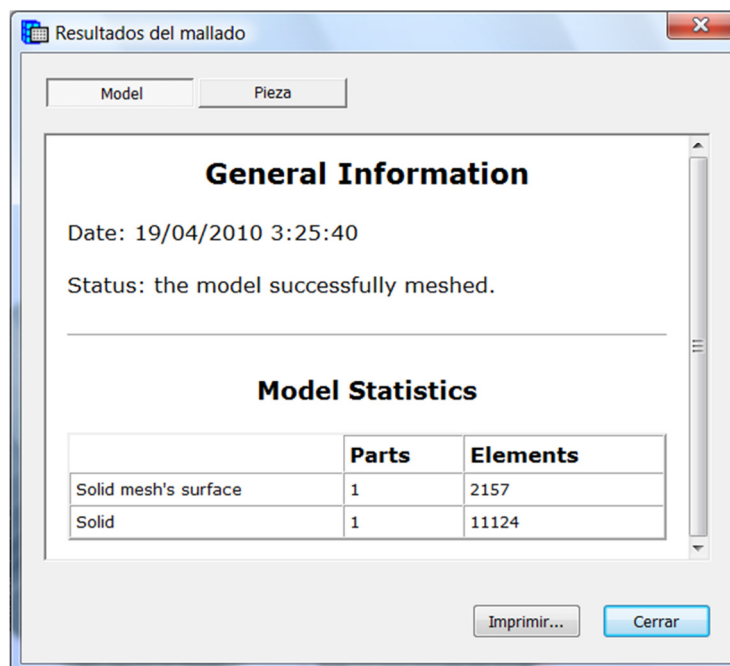 Resultados del mallado
Model Pieza
General Information
Date: 19/04/2010 3:25:40
Status: the model successfully meshed.
Model Statistics
Parts Elements
Solid mesh's surface 1 2157
Solid 1 11124
Imprimir... Cerrar